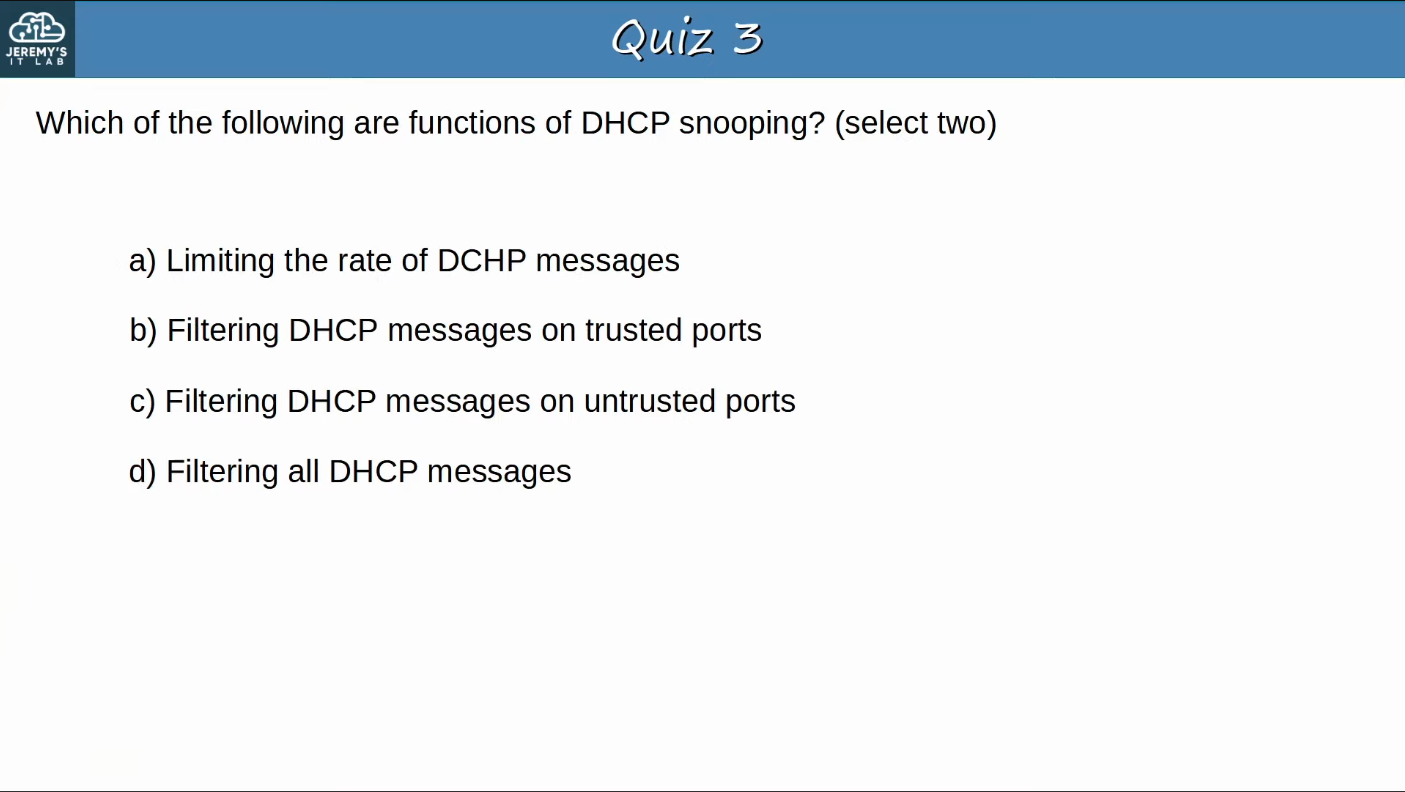 JEREMY'S
IT LAB
Quiz 3
Which of the following are functions of DHCP snooping? (select two)
a) Limiting the rate of DCHP messages
b) Filtering DHCP messages on trusted ports
c) Filtering DHCP messages on untrusted ports
d) Filtering all DHCP messages